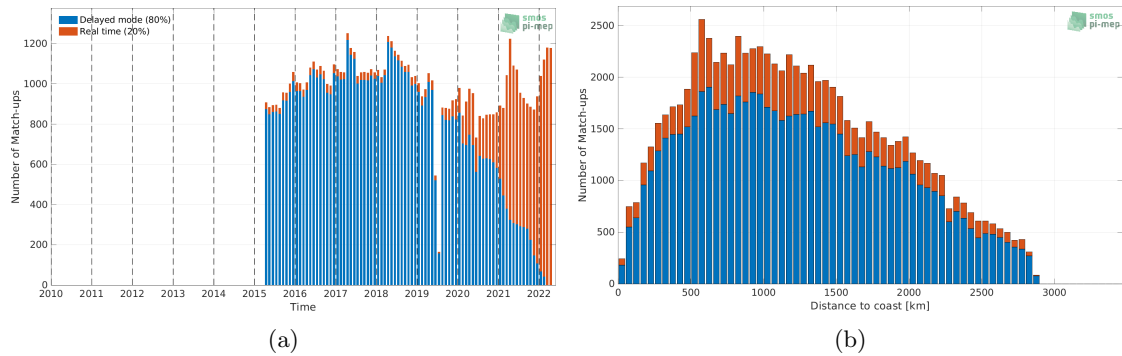 Delayed mode (80%)
Real time (20%)
smos
pi-mep
Number of Match-ups
1200
1000
800
600
400
200
0
2010 2011 2012 2013 2014 2015 2016 2017 2018 2019 2020 2021 2022
Time
(a)
smos
pi-mep
Number of Match-ups
2500
2000
1500
1000
500
0
0 500 1000 1500 2000 2500 3000
Distance to coast [km]
(b)